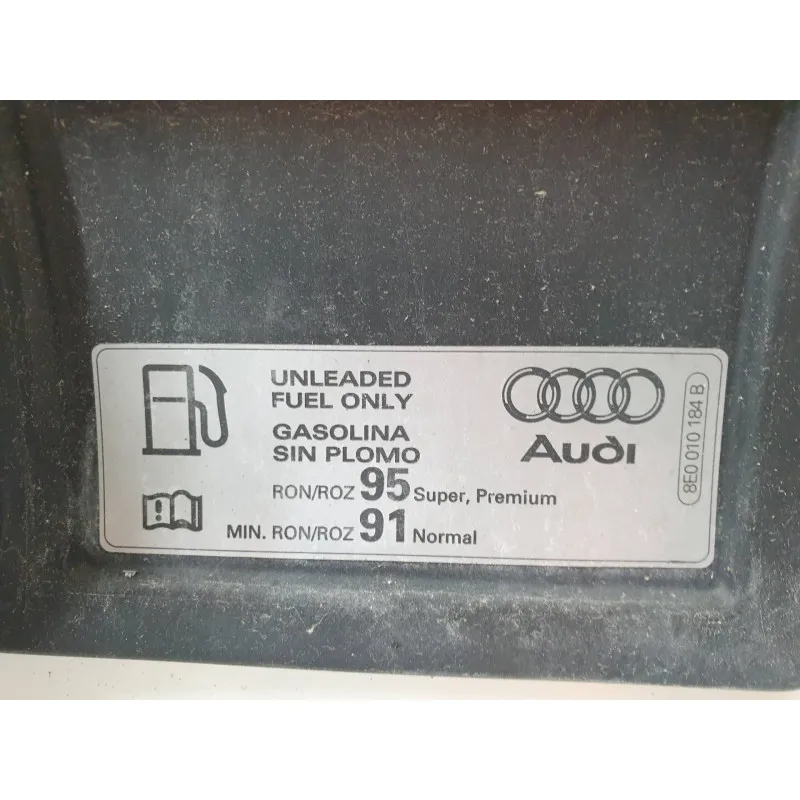 UNLEADED
FUEL ONLY
GASOLINA
SIN PLOMO
RON/ROZ 95 Super, Premium
MIN. RON/ROZ 91 Normal
Audi
8E0 010 184 B